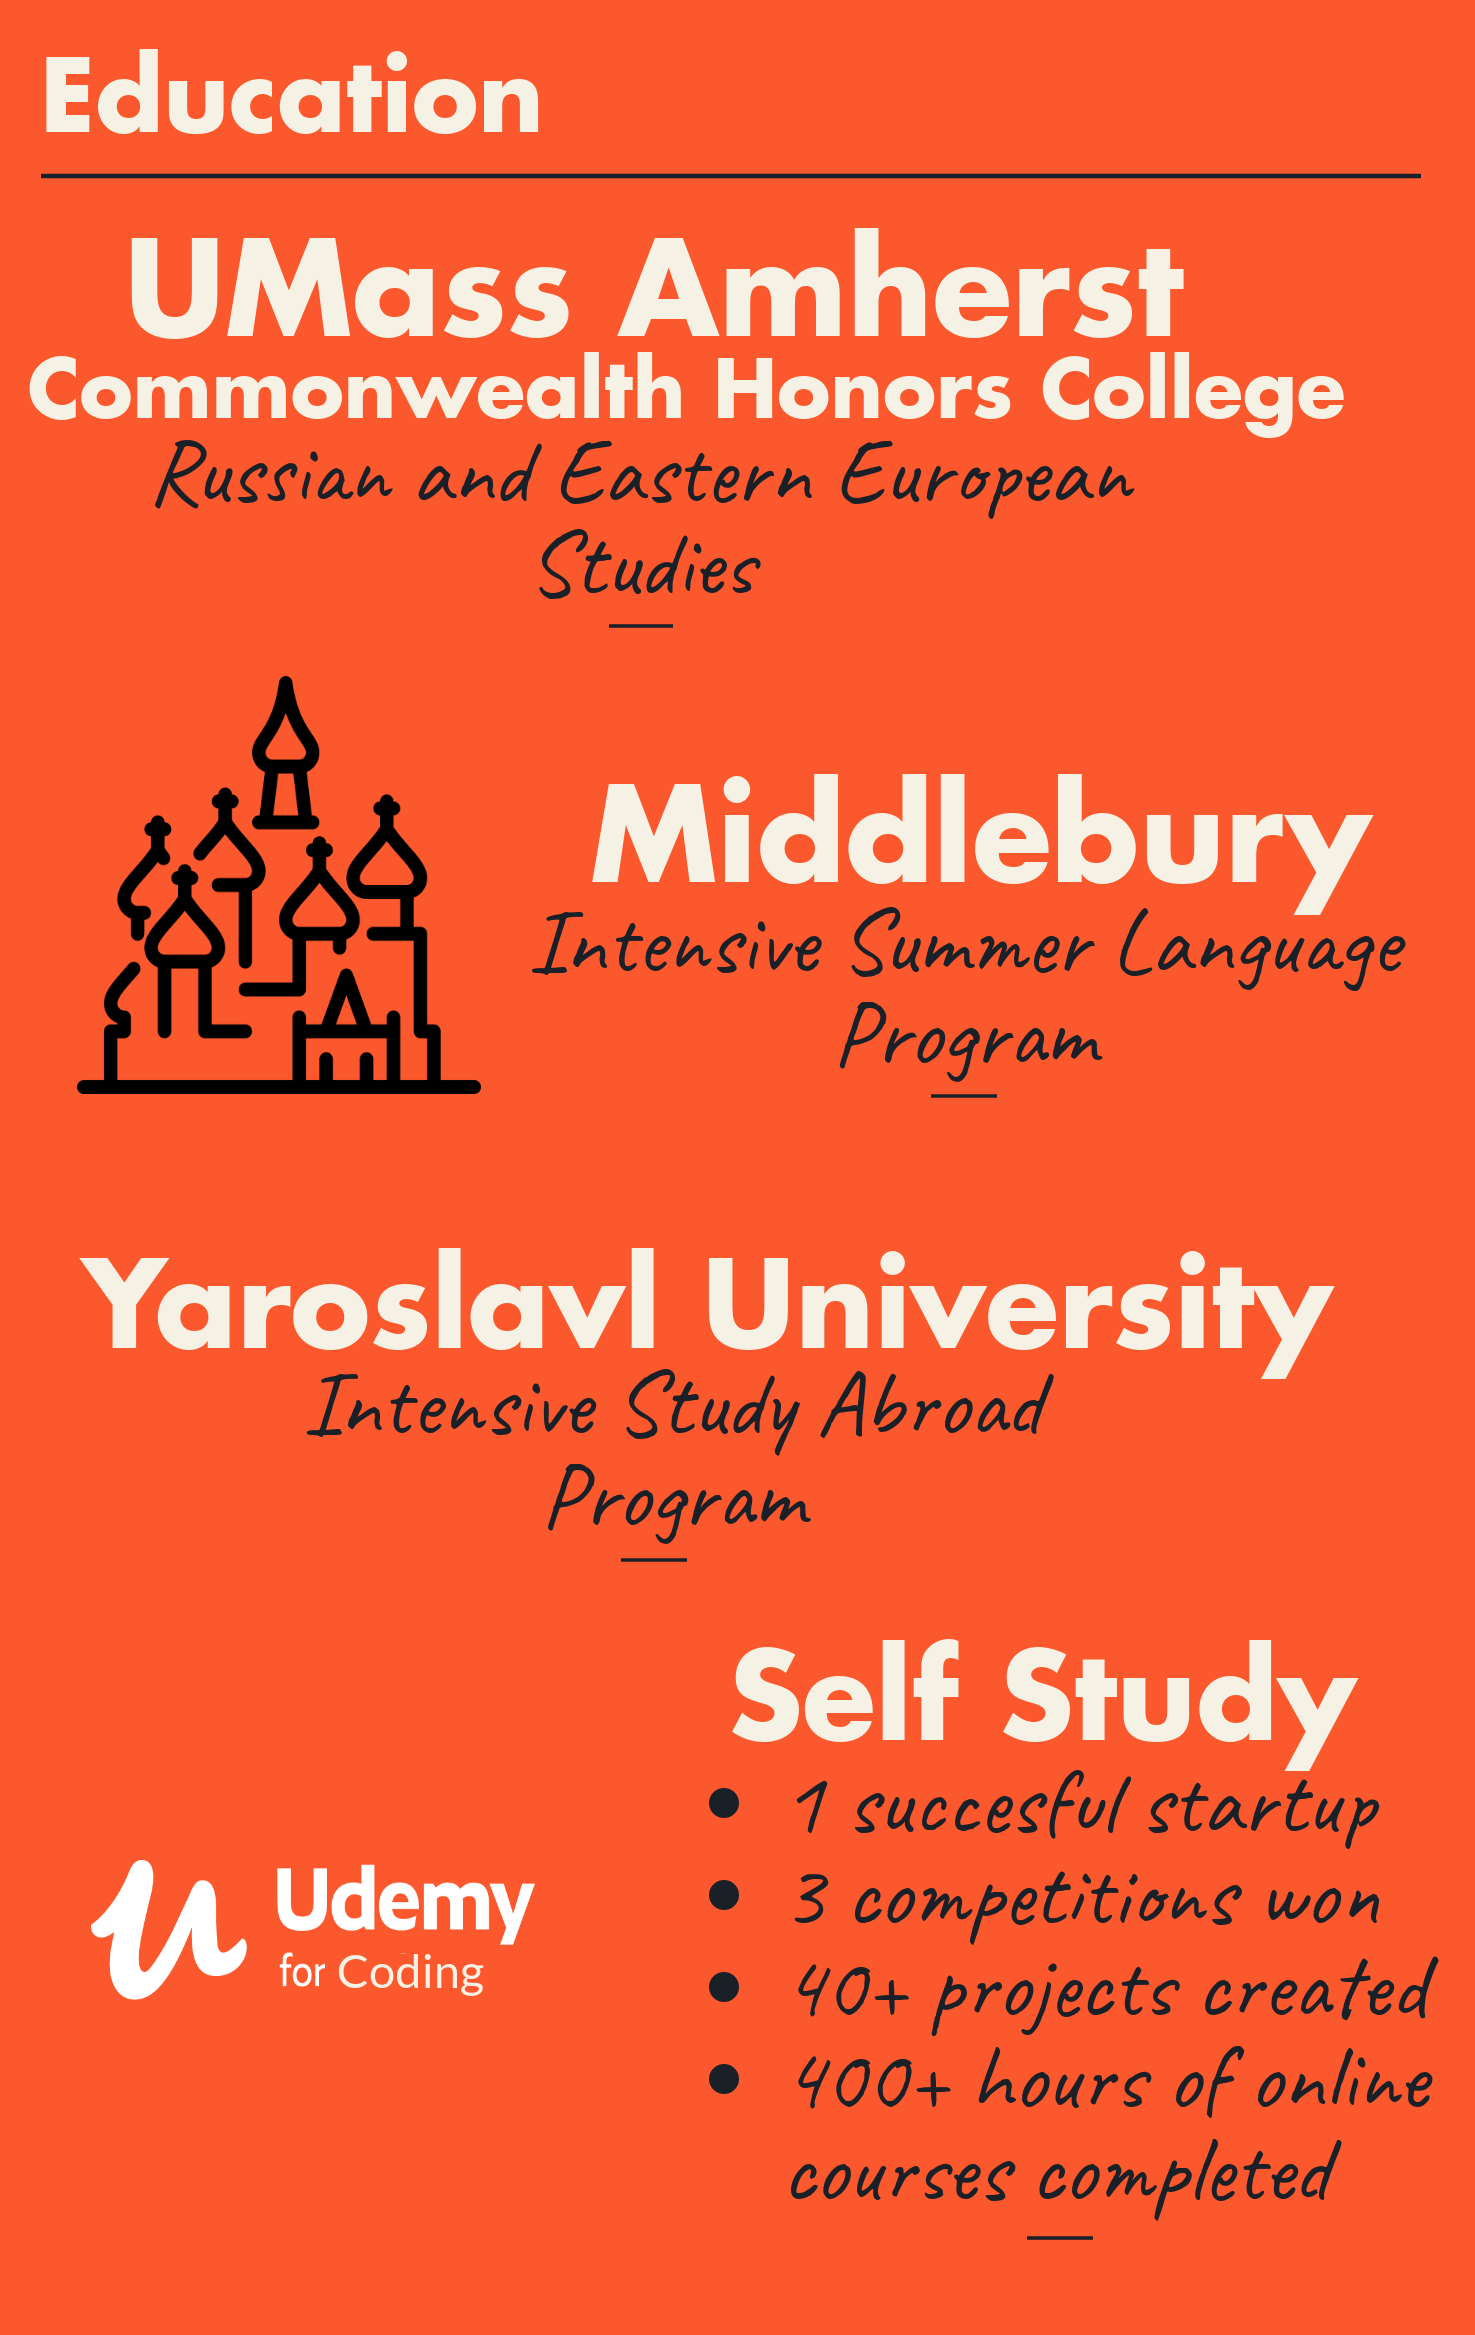 Education
UMass Amherst
Commonwealth Honors College
Russian and Eastern European
Studies
Middlebury
Intensive Summer Language
Program
Yaroslavl University
Intensive Study Abroad
Program
Self Study
• 1 succesful startup
• 3 competitions won
• 40+ projects created
• 400+ hours of online
courses completed
Udemy
for Coding